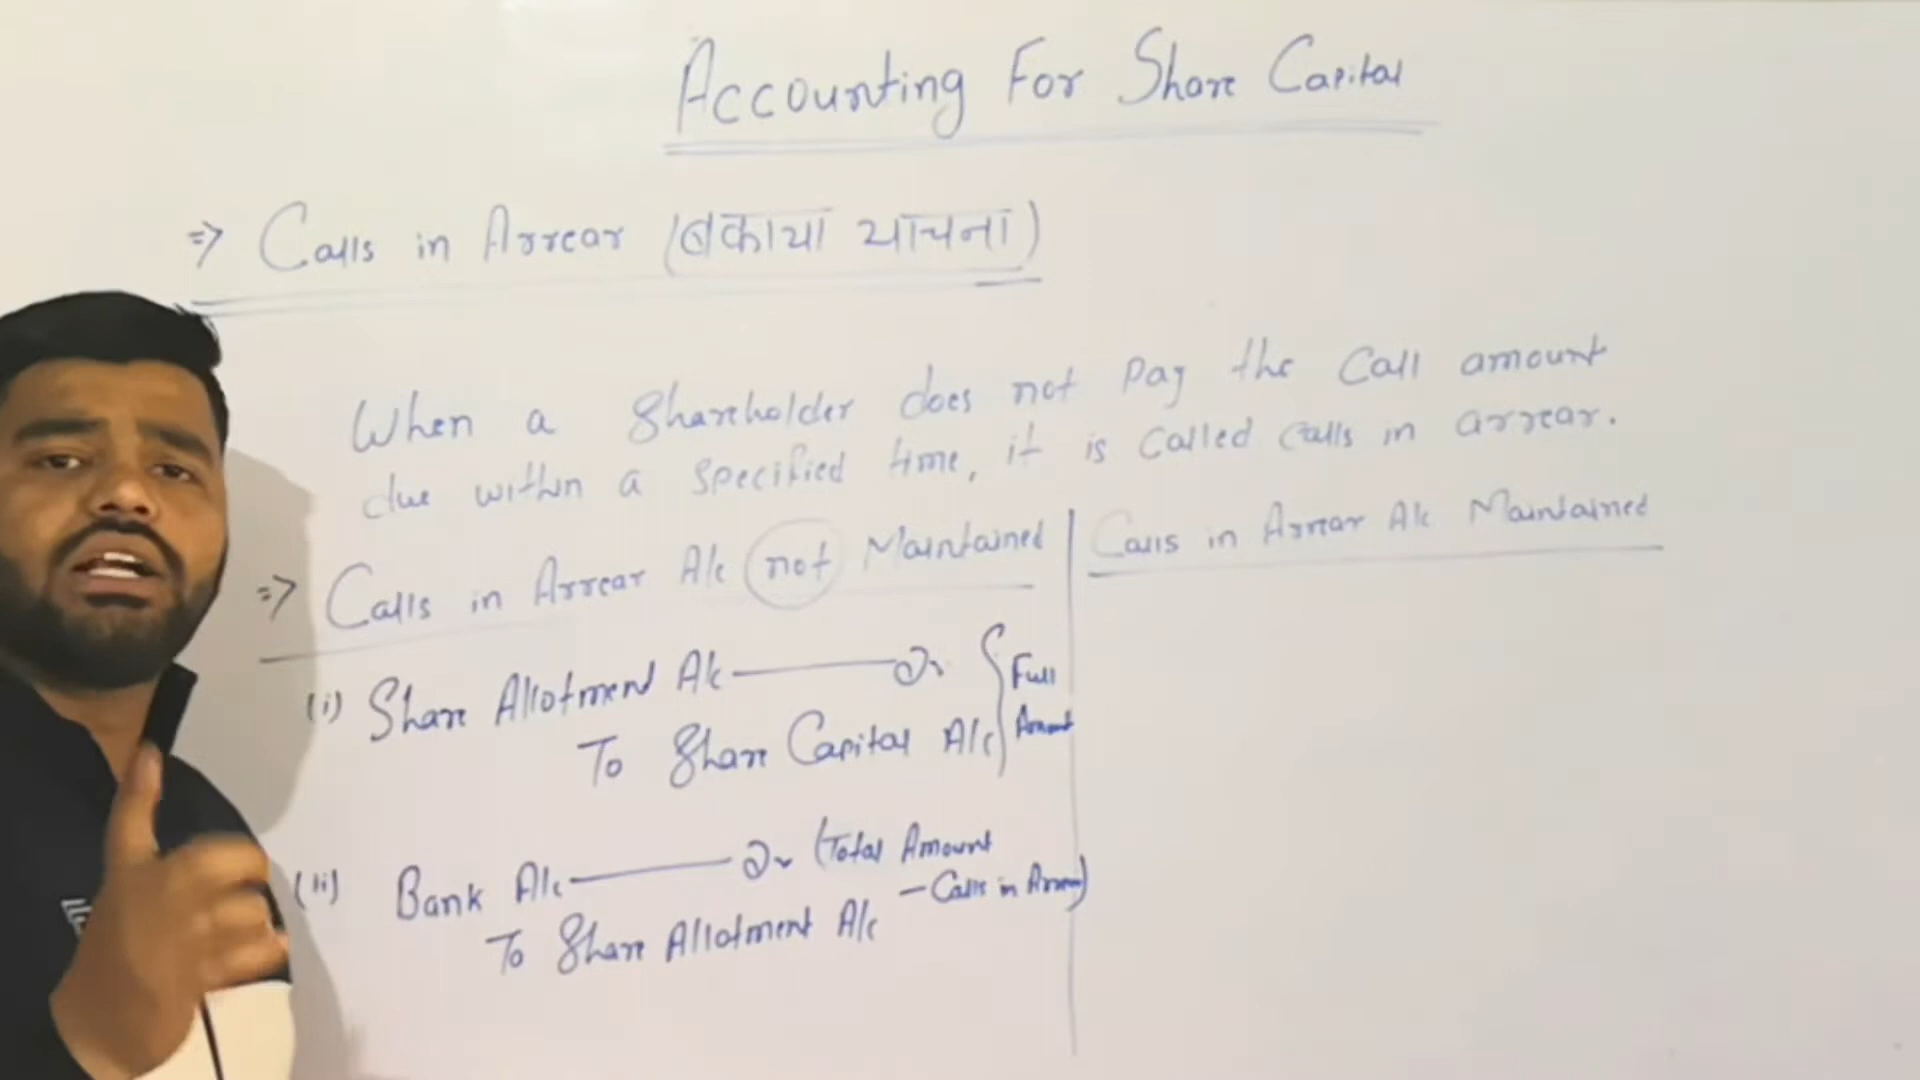 Accounting For Share Capital
=> Calls in Arrear (बकाया याचना)
When a Shareholder does not Pay the Call amount
due within a specified time, it is called calls in arrear.
=> Calls in Arrear A/c not Maintained
(i) Share Allotment A/c ——— Dr { Full
To Share Capital A/c Amount
(ii) Bank A/c ——— Dr (Total Amount
– Calls in Arrear)
To Share Allotment A/c
Calls in Arrear A/c Maintained